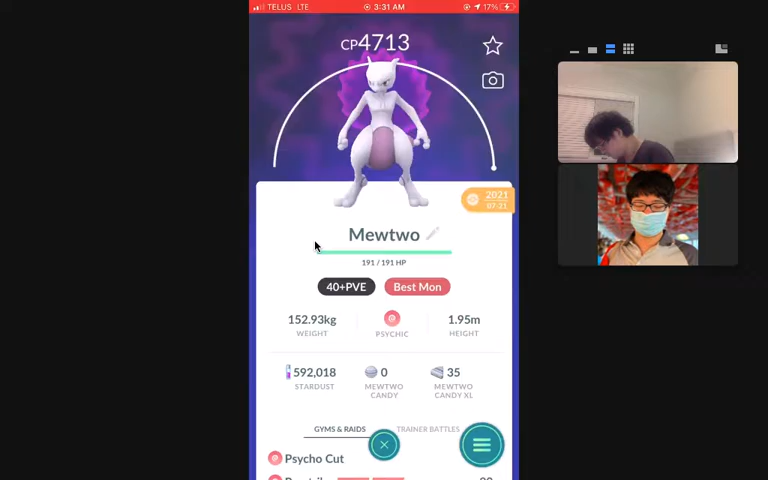 TELUS LTE 3:31 AM 17%
CP4713
2021
07-21
Mewtwo
191 / 191 HP
40+PVE Best Mon
152.93kg 1.95m
WEIGHT PSYCHIC HEIGHT
592,018 0 35
STARDUST MEWTWO CANDY MEWTWO CANDY XL
GYMS & RAIDS TRAINER BATTLES
Psycho Cut